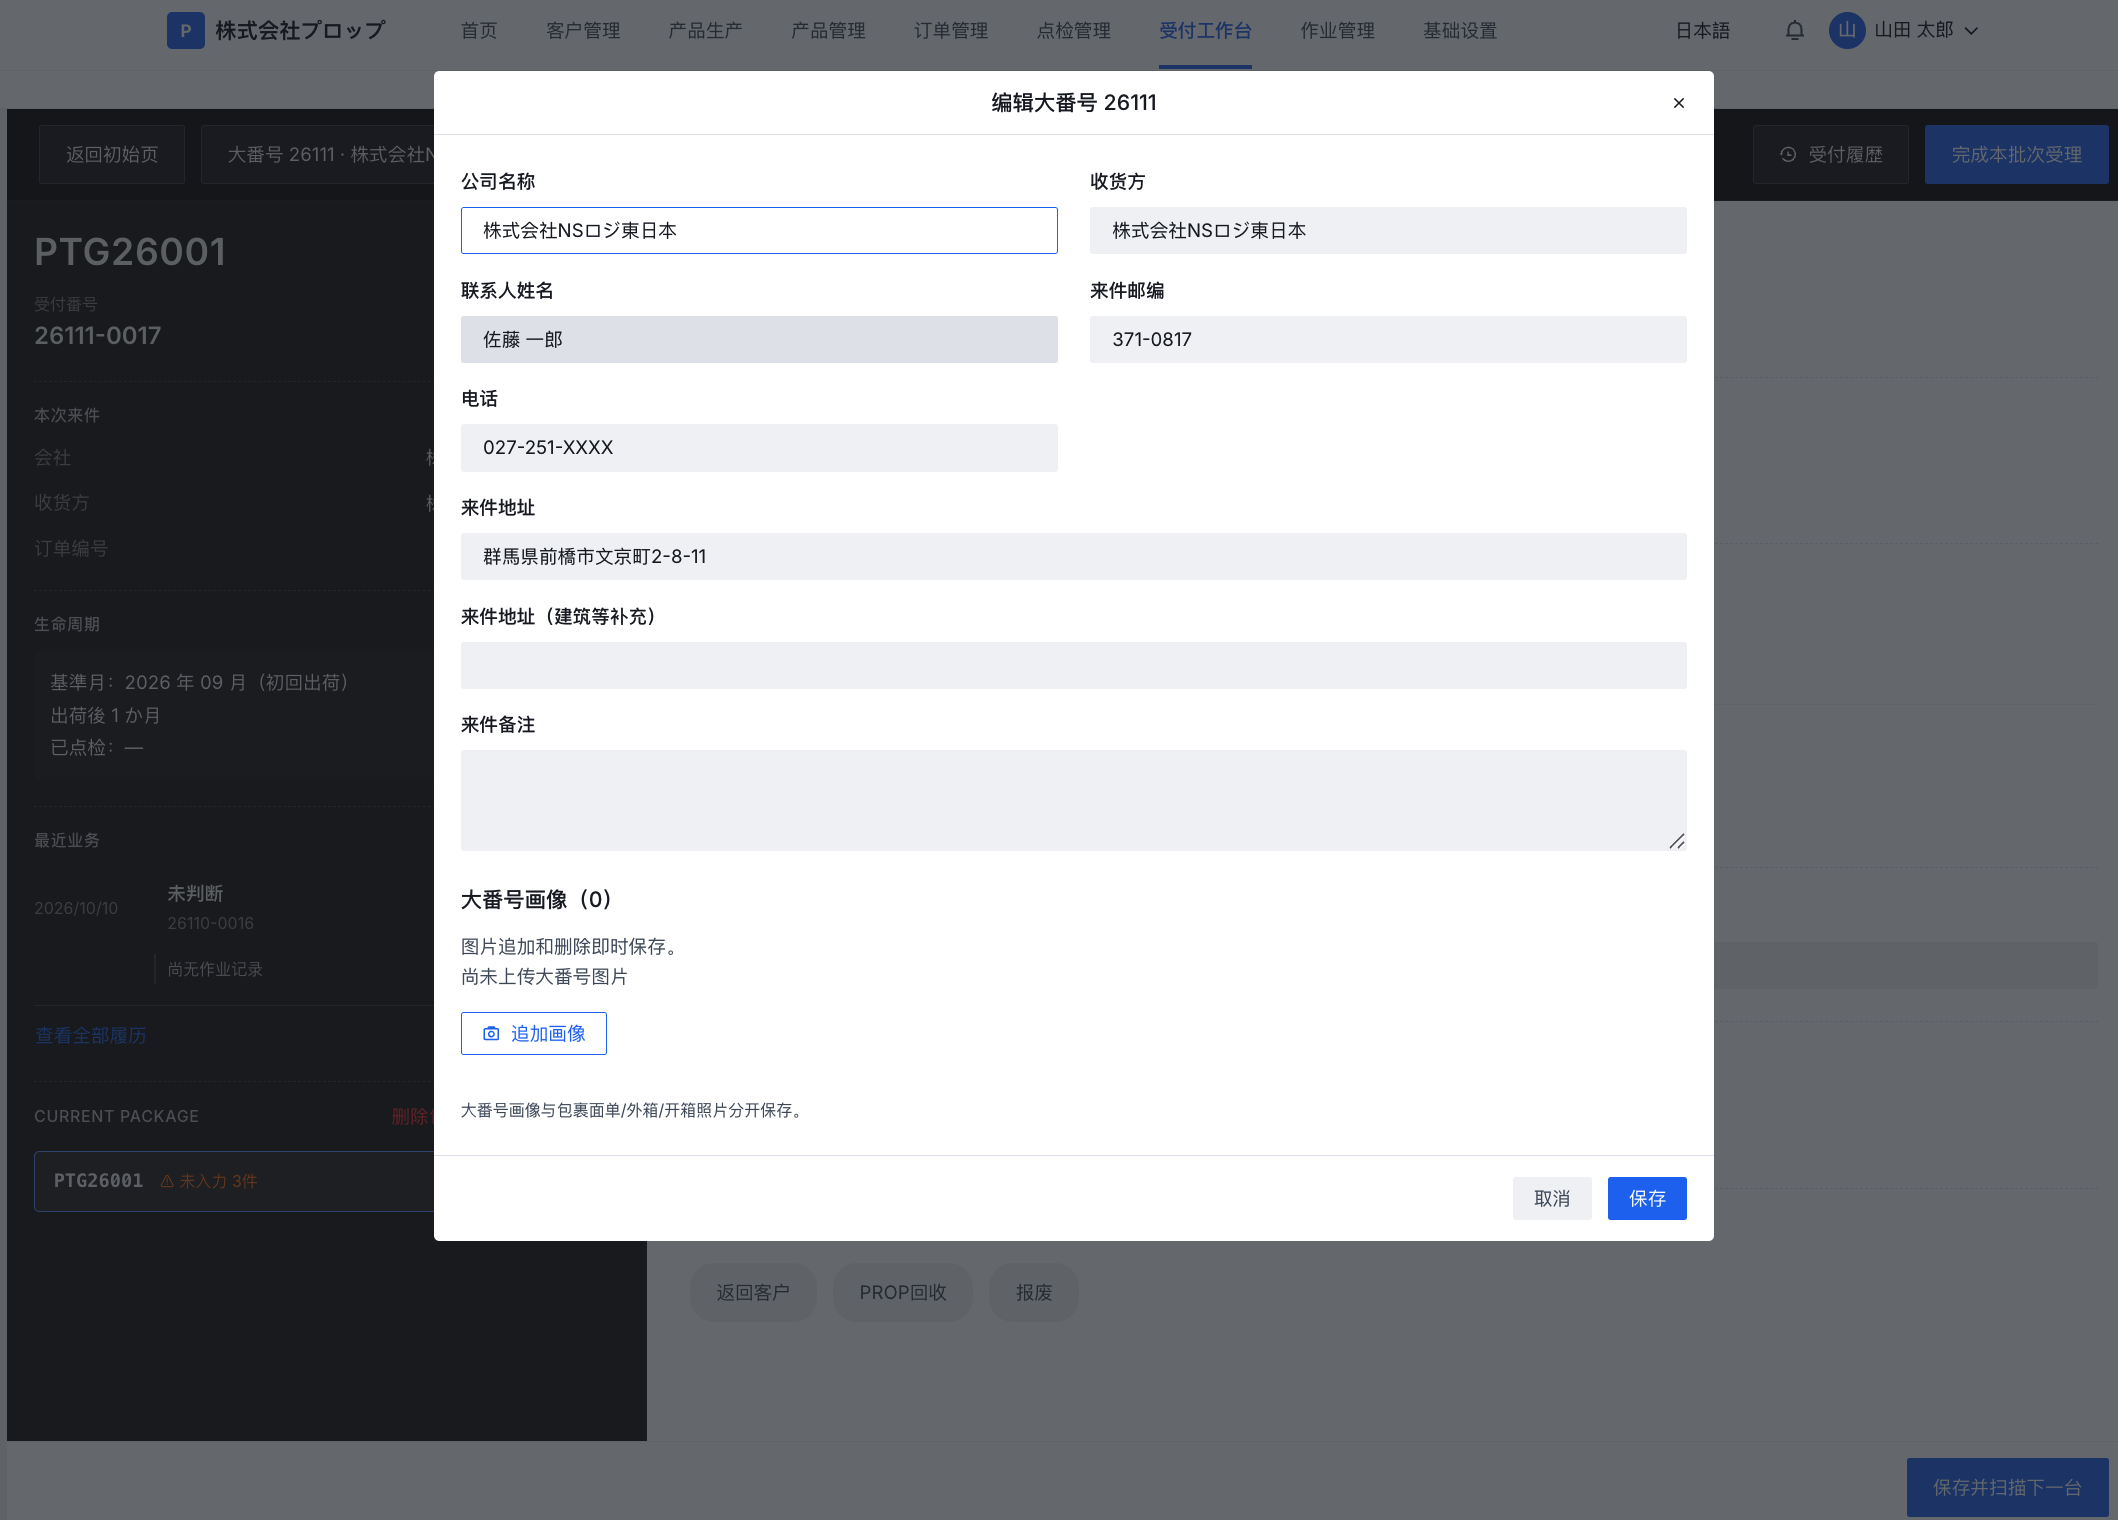 P 株式会社プロップ 首页 客户管理 产品生产 产品管理 订单管理 点检管理 受付工作台 作业管理 基础设置 日本語 山 山田 太郎
返回初始页 大番号 26111 · 株式会社N 受付履歴 完成本批次受理
PTG26001
受付番号
26111-0017
本次来件
会社
收货方
订单编号
生命周期
基準月：2026 年 09 月（初回出荷）
出荷後 1 か月
已点检：—
最近业务
2026/10/10
未判断
26110-0016
尚无作业记录
查看全部履历
CURRENT PACKAGE 删除
PTG26001 未入力 3件
编辑大番号 26111
公司名称
株式会社NSロジ東日本
收货方
株式会社NSロジ東日本
联系人姓名
佐藤 一郎
来件邮编
371-0817
电话
027-251-XXXX
来件地址
群馬県前橋市文京町2-8-11
来件地址（建筑等补充）
来件备注
大番号画像（0）
图片追加和删除即时保存。
尚未上传大番号图片
追加画像
大番号画像与包裹面单/外箱/开箱照片分开保存。
取消 保存
返回客户 PROP回收 报废
保存并扫描下一台